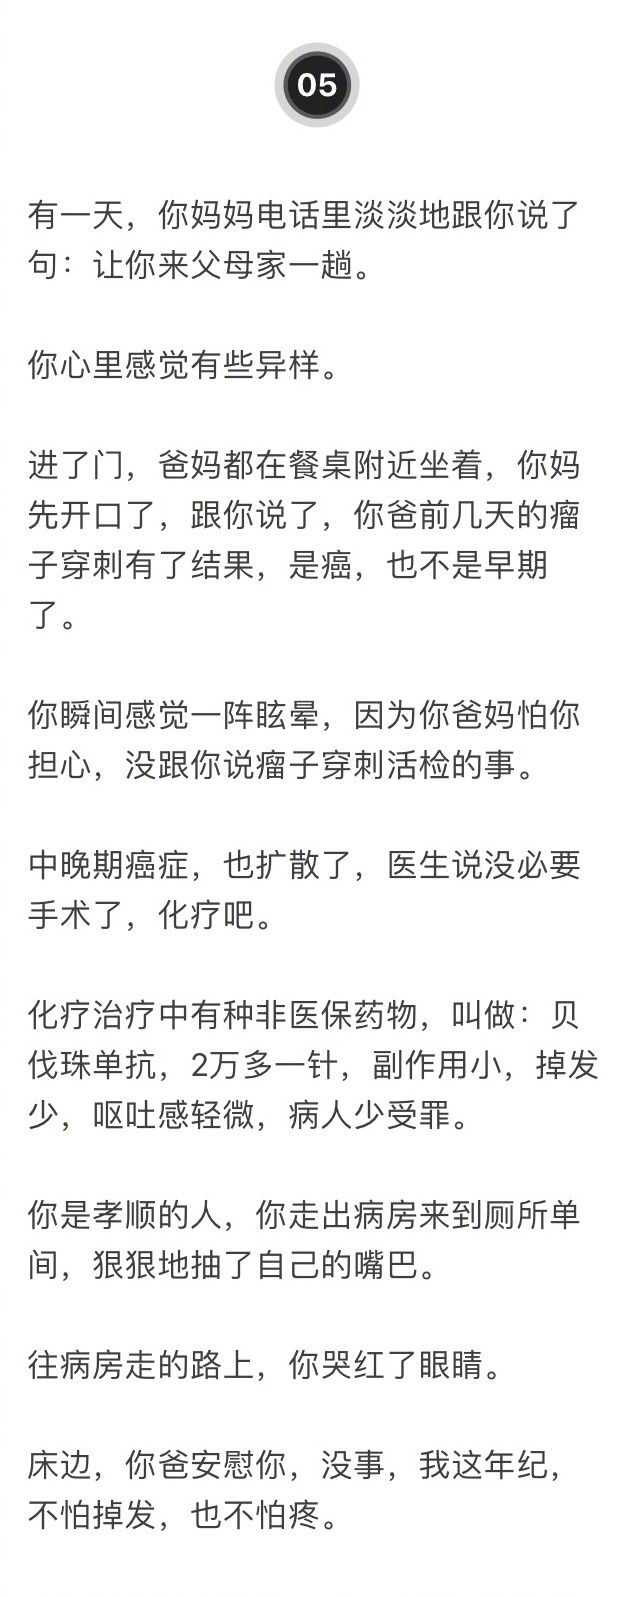 05
有一天，你妈妈电话里淡淡地跟你说了
句：让你来父母家一趟。
你心里感觉有些异样。
进了门，爸妈都在餐桌附近坐着，你妈
先开口了，跟你说了，你爸前几天的瘤
子穿刺有了结果，是癌，也不是早期
了。
你瞬间感觉一阵眩晕，因为你爸妈怕你
担心，没跟你说瘤子穿刺活检的事。
中晚期癌症，也扩散了，医生说没必要
手术了，化疗吧。
化疗治疗中有种非医保药物，叫做：贝
伐珠单抗，2万多一针，副作用小，掉发
少，呕吐感轻微，病人少受罪。
你是孝顺的人，你走出病房来到厕所单
间，狠狠地抽了自己的嘴巴。
往病房走的路上，你哭红了眼睛。
床边，你爸安慰你，没事，我这年纪，
不怕掉发，也不怕疼。